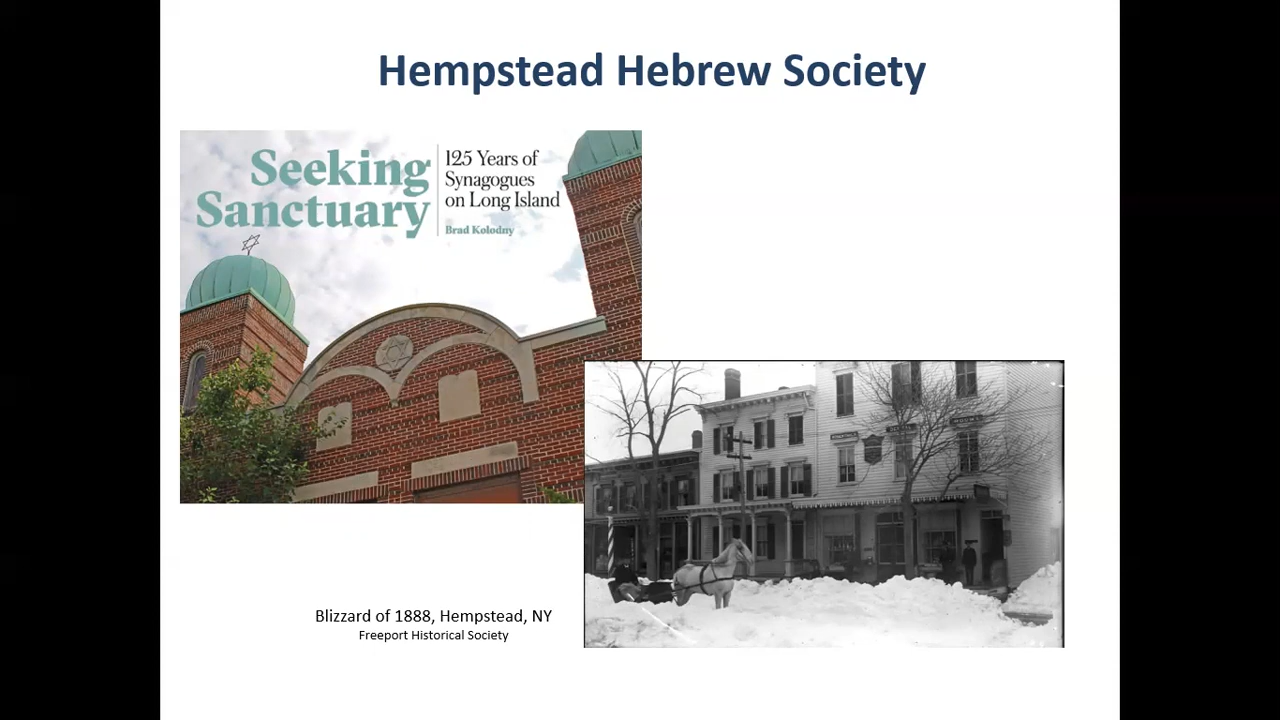 Hempstead Hebrew Society
Seeking
Sanctuary
125 Years of
Synagogues
on Long Island
Brad Kolodny
Blizzard of 1888, Hempstead, NY
Freeport Historical Society